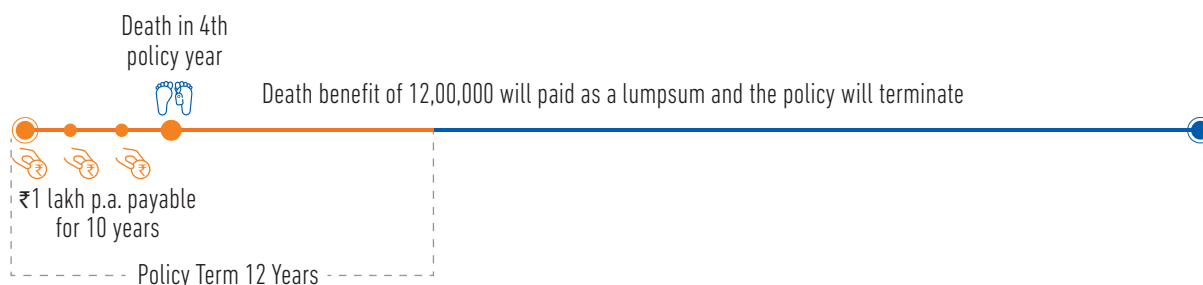 Death in 4th
policy year
Death benefit of 12,00,000 will paid as a lumpsum and the policy will terminate
₹ ₹ ₹
₹1 lakh p.a. payable
for 10 years
Policy Term 12 Years